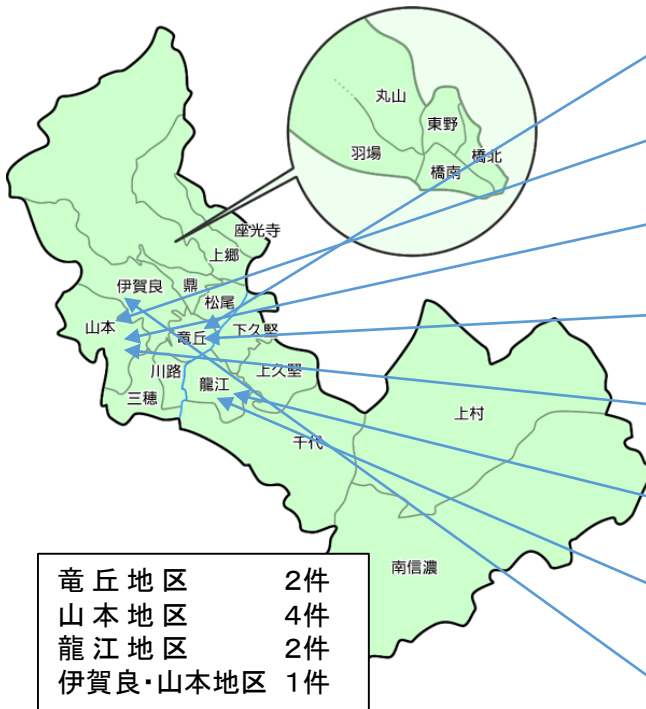 丸山
東野
羽場
橋北
橋南
座光寺
上郷
伊賀良
鼎
松尾
山本
竜丘
下久堅
川路
龍江
上久堅
三穂
上村
千代
南信濃
竜丘地区 2件
山本地区 4件
龍江地区 2件
伊賀良・山本地区 1件